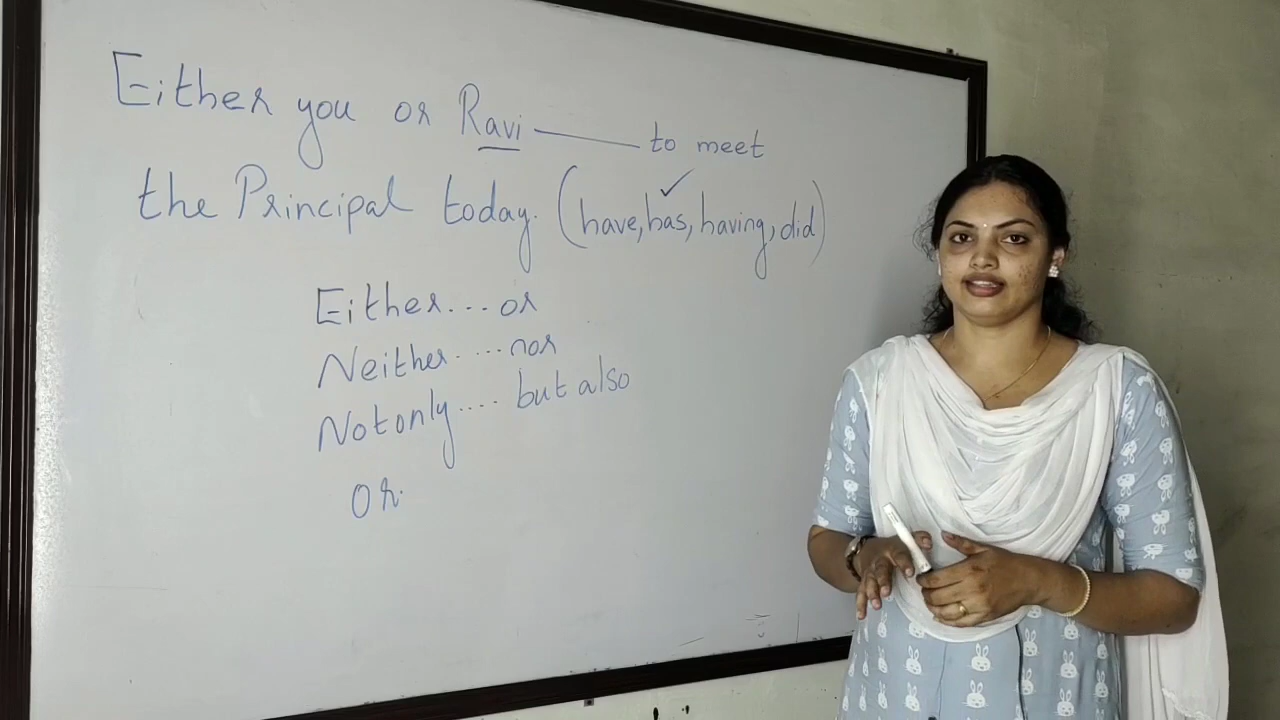 Either you or Ravi ——— to meet
the Principal today. (have, has, having, did)
Either... or
Neither.... nor
Not only.... but also
or